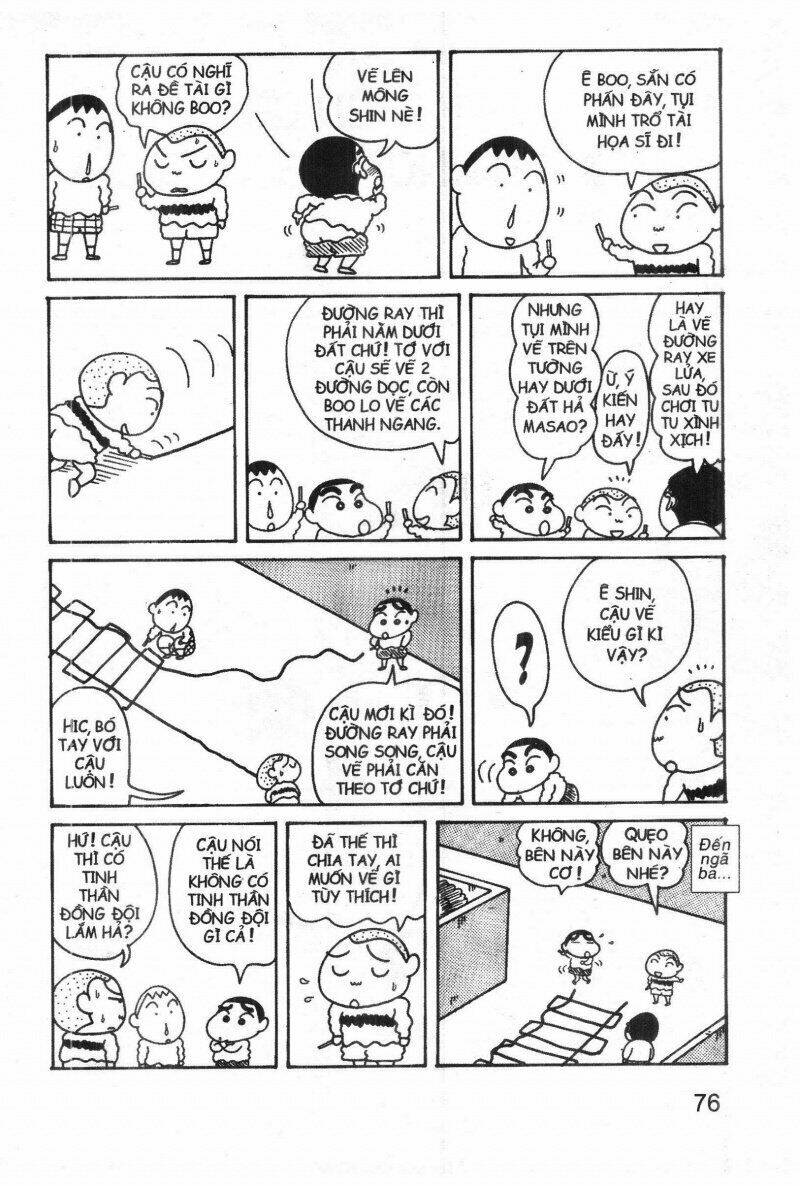 Ê BOO, SẴN CÓ
PHẤN ĐÂY, TỤI
MÌNH TRỔ TÀI
HỌA SĨ ĐI!
VẼ LÊN
MÔNG
SHIN NÈ!
CẬU CÓ NGHĨ
RA ĐỀ TÀI GÌ
KHÔNG BOO?
HAY
LÀ VẼ
ĐƯỜNG
RAY XE
LỬA,
SAU ĐÓ
CHƠI TU
TU XÌNH
XỊCH!
Ừ, Ý
KIẾN
HAY
ĐẤY!
NHƯNG
TỤI MÌNH
VẼ TRÊN
TƯỜNG
HAY DƯỚI
ĐẤT HẢ
MASAO?
ĐƯỜNG RAY THÌ
PHẢI NẰM DƯỚI
ĐẤT CHỨ! TỚ VỚI
CẬU SẼ VẼ 2
ĐƯỜNG DỌC, CÒN
BOO LO VẼ CÁC
THANH NGANG.
Ê SHIN,
CẬU VẼ
KIỂU GÌ KÌ
VẬY?
?
CẬU MỚI KÌ ĐÓ!
ĐƯỜNG RAY PHẢI
SONG SONG, CẬU
VẼ PHẢI CĂN
THEO TỚ CHỨ!
HIC, BÓ
TAY VỚI
CẬU
LUÔN!
Đến
ngã
ba...
QUẸO
BÊN NÀY
NHÉ?
KHÔNG,
BÊN NÀY
CƠ!
ĐÃ THẾ THÌ
CHIA TAY, AI
MUỐN VẼ GÌ
TÙY THÍCH!
CẬU NÓI
THẾ LÀ
KHÔNG CÓ
TINH THẦN
ĐỒNG ĐỘI
GÌ CẢ!
HỨ! CẬU
THÌ CÓ
TINH
THẦN
ĐỒNG ĐỘI
LẮM HẢ?
76